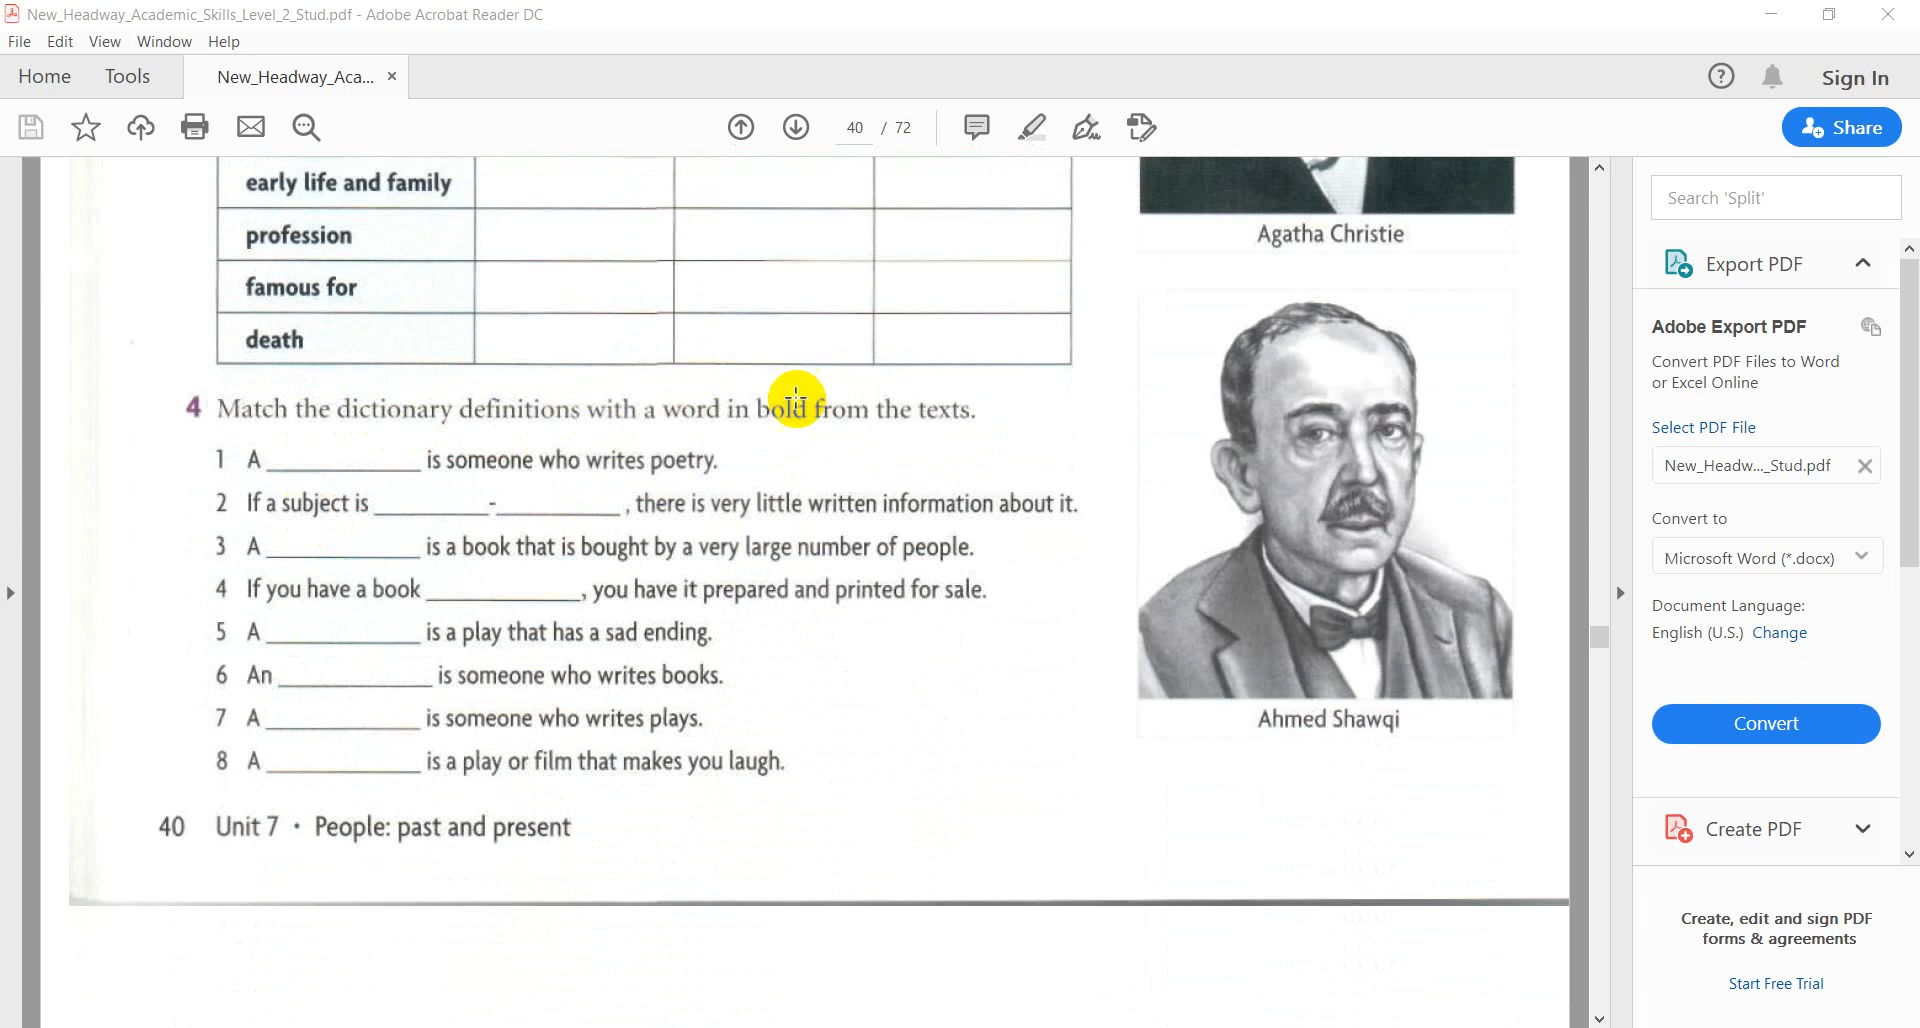 New_Headway_Academic_Skills_Level_2_Stud.pdf - Adobe Acrobat Reader DC
File Edit View Window Help
Home Tools New_Headway_Aca... × Sign In
40 / 72
Share
early life and family
profession
famous for
death
Agatha Christie
4 Match the dictionary definitions with a word in bold from the texts.
1 A ____________ is someone who writes poetry.
2 If a subject is _________-__________, there is very little written information about it.
3 A ____________ is a book that is bought by a very large number of people.
4 If you have a book ____________, you have it prepared and printed for sale.
5 A ____________ is a play that has a sad ending.
6 An ____________ is someone who writes books.
7 A ____________ is someone who writes plays.
8 A ____________ is a play or film that makes you laugh.
Ahmed Shawqi
40 Unit 7 • People: past and present
Search 'Split'
Export PDF
Adobe Export PDF
Convert PDF Files to Word
or Excel Online
Select PDF File
New_Headw..._Stud.pdf
Convert to
Microsoft Word (*.docx)
Document Language:
English (U.S.) Change
Convert
Create PDF
Create, edit and sign PDF
forms & agreements
Start Free Trial